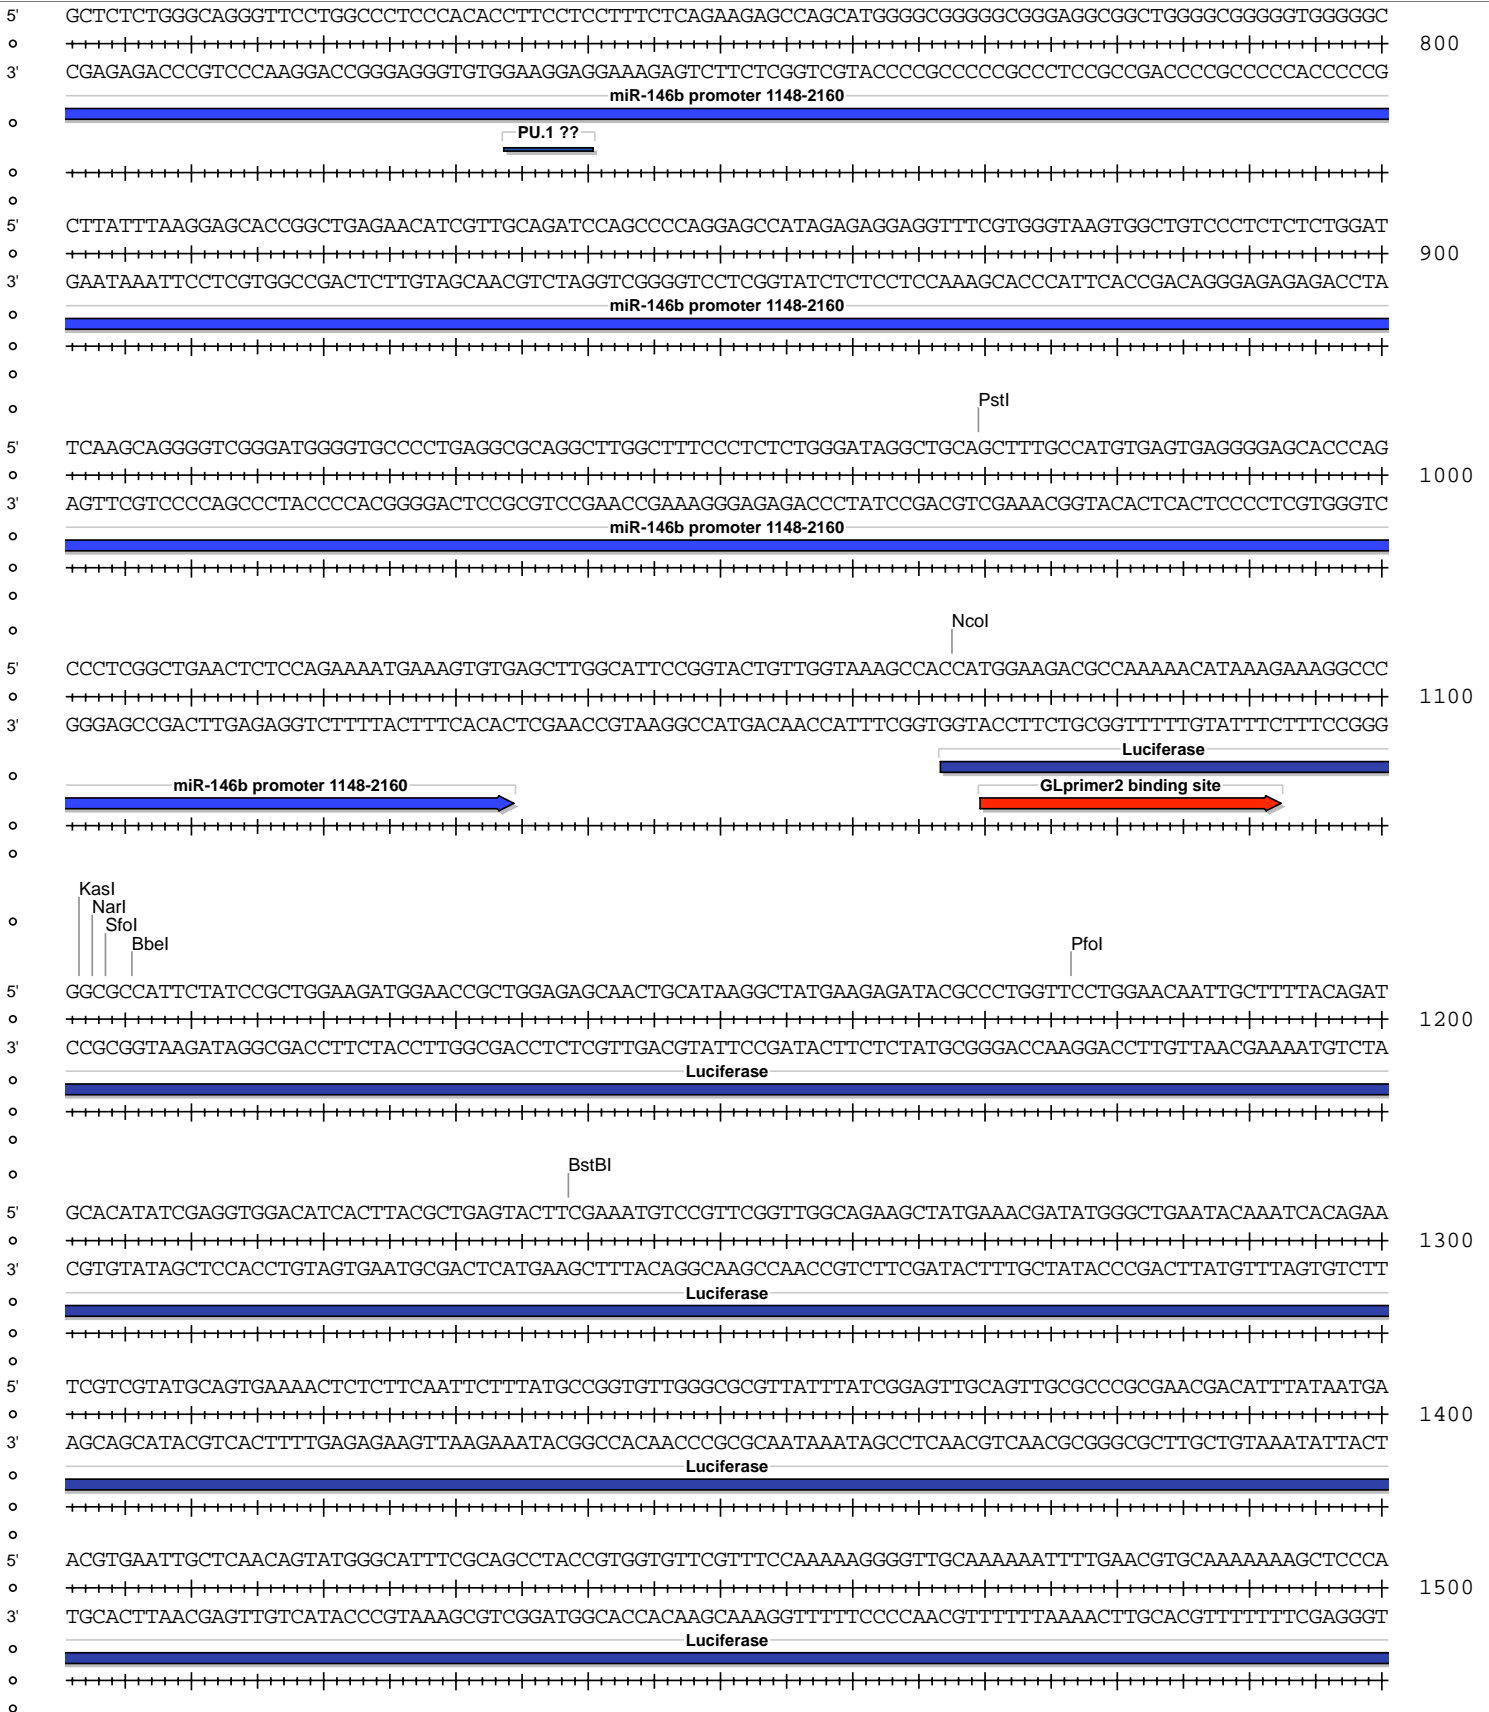 5' GCTCTCTGGGCAGGGTTCCTGGCCCTCCCACACCTTCCTCCTTTCTCAGAAGAGCCAGCATGGGGCGGGGGCGGGAGGCGGCTGGGGCGGGGGTGGGGGC
800
3' CGAGAGACCCGTCCCAAGGACCGGGAGGGTGTGGAAGGAGGAAAGAGTCTTCTCGGTCGTACCCCGCCCCCGCCCTCCGCCGACCCCGCCCCCACCCCCG
miR-146b promoter 1148-2160
PU.1 ??
5' CTTATTTAAGGAGCACCGGCTGAGAACATCGTTGCAGATCCAGCCCCAGGAGCCATAGAGAGGAGGTTTCGTGGGTAAGTGGCTGTCCCTCTCTCTGGAT
900
3' GAATAAATTCCTCGTGGCCGACTCTTGTAGCAACGTCTAGGTCGGGGTCCTCGGTATCTCTCCTCCAAAGCACCCATTCACCGACAGGGAGAGAGACCTA
miR-146b promoter 1148-2160
PstI
5' TCAAGCAGGGGTCGGGATGGGGTGCCCCTGAGGCGCAGGCTTGGCTTTCCCTCTCTGGGATAGGCTGCAGCTTTGCCATGTGAGTGAGGGGAGCACCCAG
1000
3' AGTTCGTCCCCAGCCCTACCCCACGGGGACTCCGCGTCCGAACCGAAAGGGAGAGACCCTATCCGACGTCGAAACGGTACACTCACTCCCCTCGTGGGTC
miR-146b promoter 1148-2160
NcoI
5' CCCTCGGCTGAACTCTCCAGAAAATGAAAGTGTGAGCTTGGCATTCCGGTACTGTTGGTAAAGCCACCATGGAAGACGCCAAAAACATAAAGAAAGGCCC
1100
3' GGGAGCCGACTTGAGAGGTCTTTTACTTTCACACTCGAACCGTAAGGCCATGACAACCATTTCGGTGGTACCTTCTGCGGTTTTTGTATTTCTTTCCGGG
Luciferase
miR-146b promoter 1148-2160
GLprimer2 binding site
KasI
NarI
SfoI
BbeI
PfoI
5' GGCGCCATTCTATCCGCTGGAAGATGGAACCGCTGGAGAGCAACTGCATAAGGCTATGAAGAGATACGCCCTGGTTCCTGGAACAATTGCTTTTACAGAT
1200
3' CCGCGGTAAGATAGGCGACCTTCTACCTTGGCGACCTCTCGTTGACGTATTCCGATACTTCTCTATGCGGGACCAAGGACCTTGTTAACGAAAATGTCTA
Luciferase
BstBI
5' GCACATATCGAGGTGGACATCACTTACGCTGAGTACTTCGAAATGTCCGTTCGGTTGGCAGAAGCTATGAAACGATATGGGCTGAATACAAATCACAGAA
1300
3' CGTGTATAGCTCCACCTGTAGTGAATGCGACTCATGAAGCTTTACAGGCAAGCCAACCGTCTTCGATACTTTGCTATACCCGACTTATGTTTAGTGTCTT
Luciferase
5' TCGTCGTATGCAGTGAAAACTCTCTTCAATTCTTTATGCCGGTGTTGGGCGCGTTATTTATCGGAGTTGCAGTTGCGCCCGCGAACGACATTTATAATGA
1400
3' AGCAGCATACGTCACTTTTGAGAGAAGTTAAGAAATACGGCCACAACCCGCGCAATAAATAGCCTCAACGTCAACGCGGGCGCTTGCTGTAAATATTACT
Luciferase
5' ACGTGAATTGCTCAACAGTATGGGCATTTCGCAGCCTACCGTGGTGTTCGTTTCCAAAAAGGGGTTGCAAAAAATTTTGAACGTGCAAAAAAAGCTCCCA
1500
3' TGCACTTAACGAGTTGTCATACCCGTAAAGCGTCGGATGGCACCACAAGCAAAGGTTTTTCCCCAACGTTTTTTAAAACTTGCACGTTTTTTTCGAGGGT
Luciferase